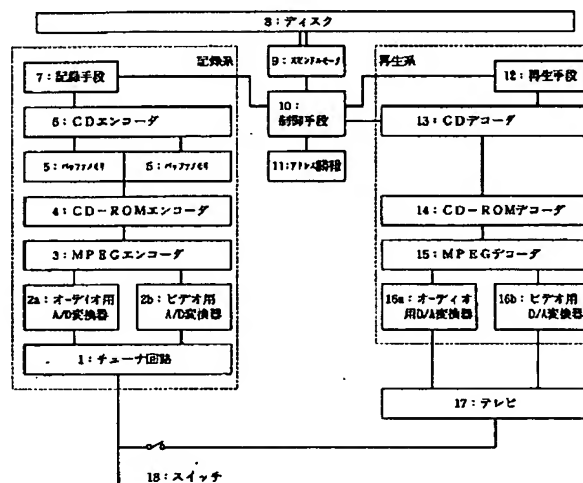 8：ディスク
記録系
9：スピンドルモータ
再生系
7：記録手段
12：再生手段
10：
制御手段
6：CDエンコーダ
13：CDデコーダ
5：バッファメモリ
5：バッファメモリ
11：アドレス
4：CD-ROMエンコーダ
14：CD-ROMデコーダ
3：MPEGエンコーダ
15：MPEGデコーダ
2a：オーディオ用
A/D変換器
2b：ビデオ用
A/D変換器
16a：オーディオ
用D/A変換器
16b：ビデオ用
D/A変換器
1：チューナ回路
17：テレビ
18：スイッチ